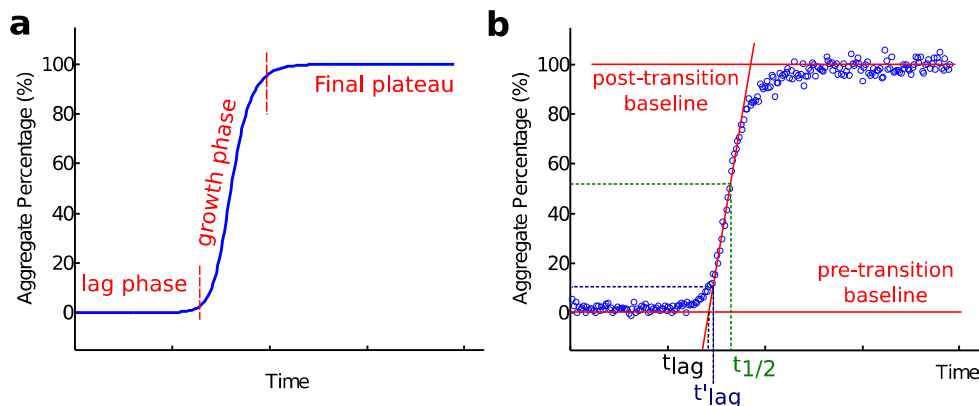 a
Aggregate Percentage (%)
100
80
60
40
20
0
lag phase
growth phase
Final plateau
Time
b
Aggregate Percentage (%)
100
80
60
40
20
0
post-transition
baseline
pre-transition
baseline
tlag
t'lag
t1/2
Time